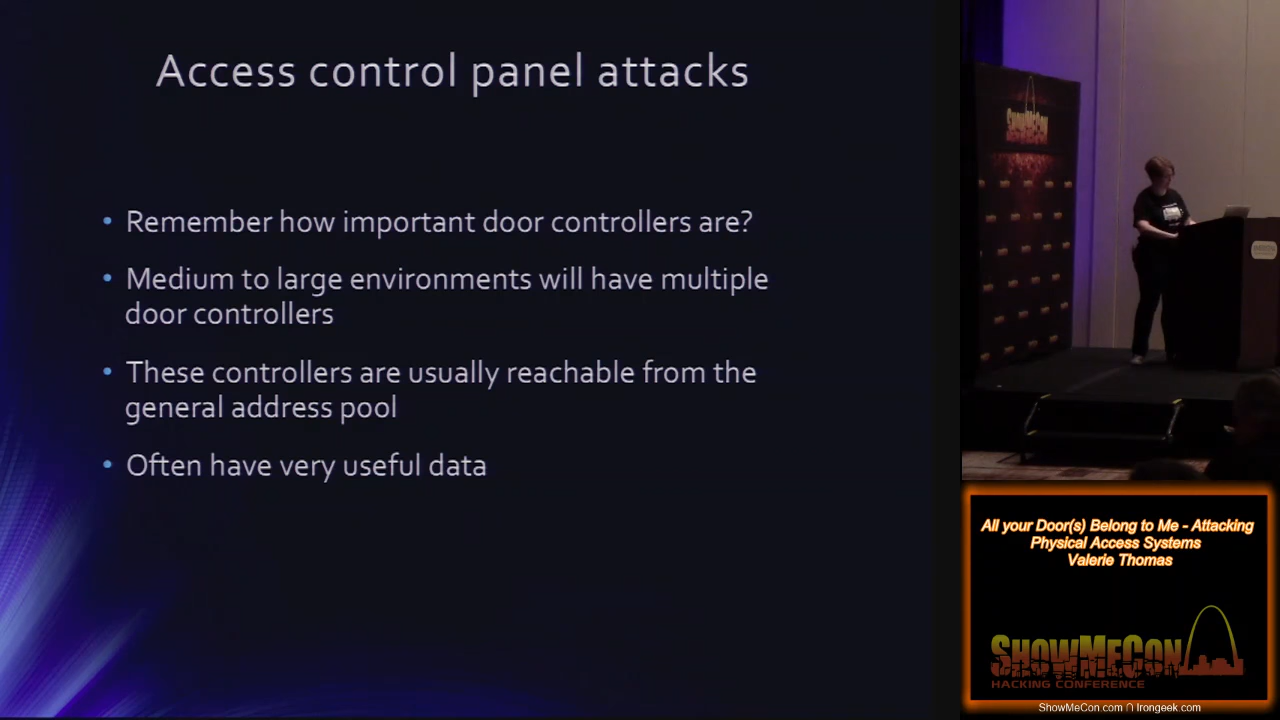 Access control panel attacks
• Remember how important door controllers are?
• Medium to large environments will have multiple
door controllers
• These controllers are usually reachable from the
general address pool
• Often have very useful data
SHOWMECON
All your Door(s) Belong to Me - Attacking
Physical Access Systems
Valerie Thomas
SHOWMECON
HACKING CONFERENCE
ShowMeCon.com ∩ Irongeek.com